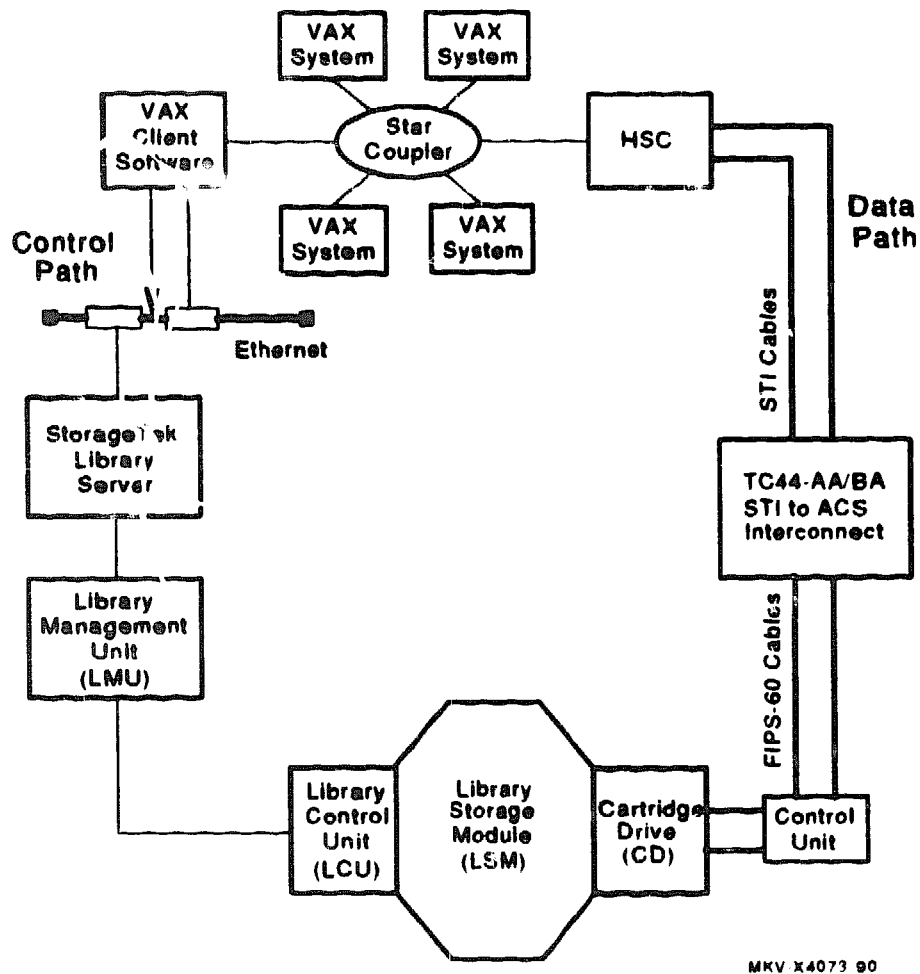 VAX
System
VAX
System
VAX
Client
Software
Star
Coupler
HSC
VAX
System
VAX
System
Data
Path
Control
Path
Ethernet
STI Cables
StorageTek
Library
Server
TC44-AA/BA
STI to ACS
Interconnect
Library
Management
Unit
(LMU)
FIPS-60 Cables
Library
Control
Unit
(LCU)
Library
Storage
Module
(LSM)
Cartridge
Drive
(CD)
Control
Unit
MKV X4073 90